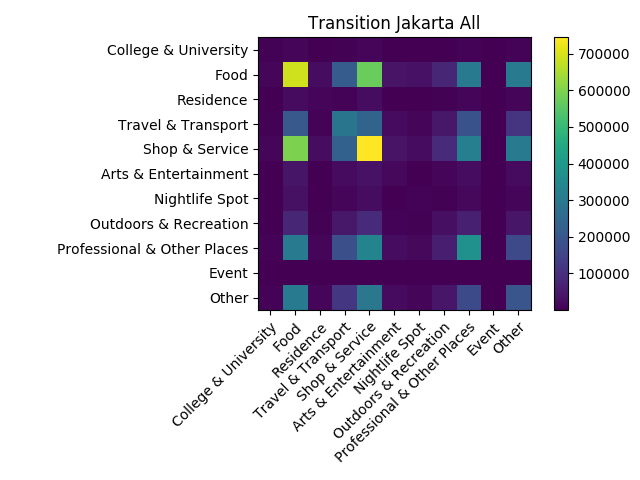 Transition Jakarta All
College & University
Food
Residence
Travel & Transport
Shop & Service
Arts & Entertainment
Nightlife Spot
Outdoors & Recreation
Professional & Other Places
Event
Other
College & University
Food
Residence
Travel & Transport
Shop & Service
Arts & Entertainment
Nightlife Spot
Outdoors & Recreation
Professional & Other Places
Event
Other
700000
600000
500000
400000
300000
200000
100000